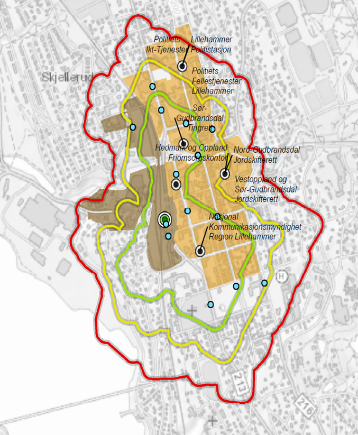 Politiets
Ikt-Tjenester
Lillehammer
Politistasjon
Politiets
Fellestjenester
Lillehammer
Skjellerud
Sør-
Gudbrandsdal
Tingrett
Hedmark og Oppland
Friomsorgskontor
Nord-Gudbrandsdal
Jordskifterett
Vestoppland og
Sør-Gudbrandsdal
Jordskifterett
Nasjonal
Kommunikasjonsmyndighet
Region Lillehammer
H
213
216